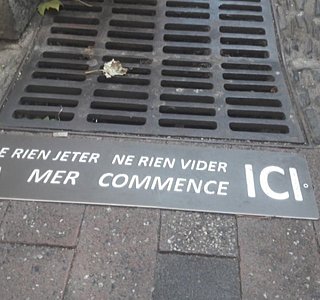 E RIEN JETER NE RIEN VIDER
MER COMMENCE ICI